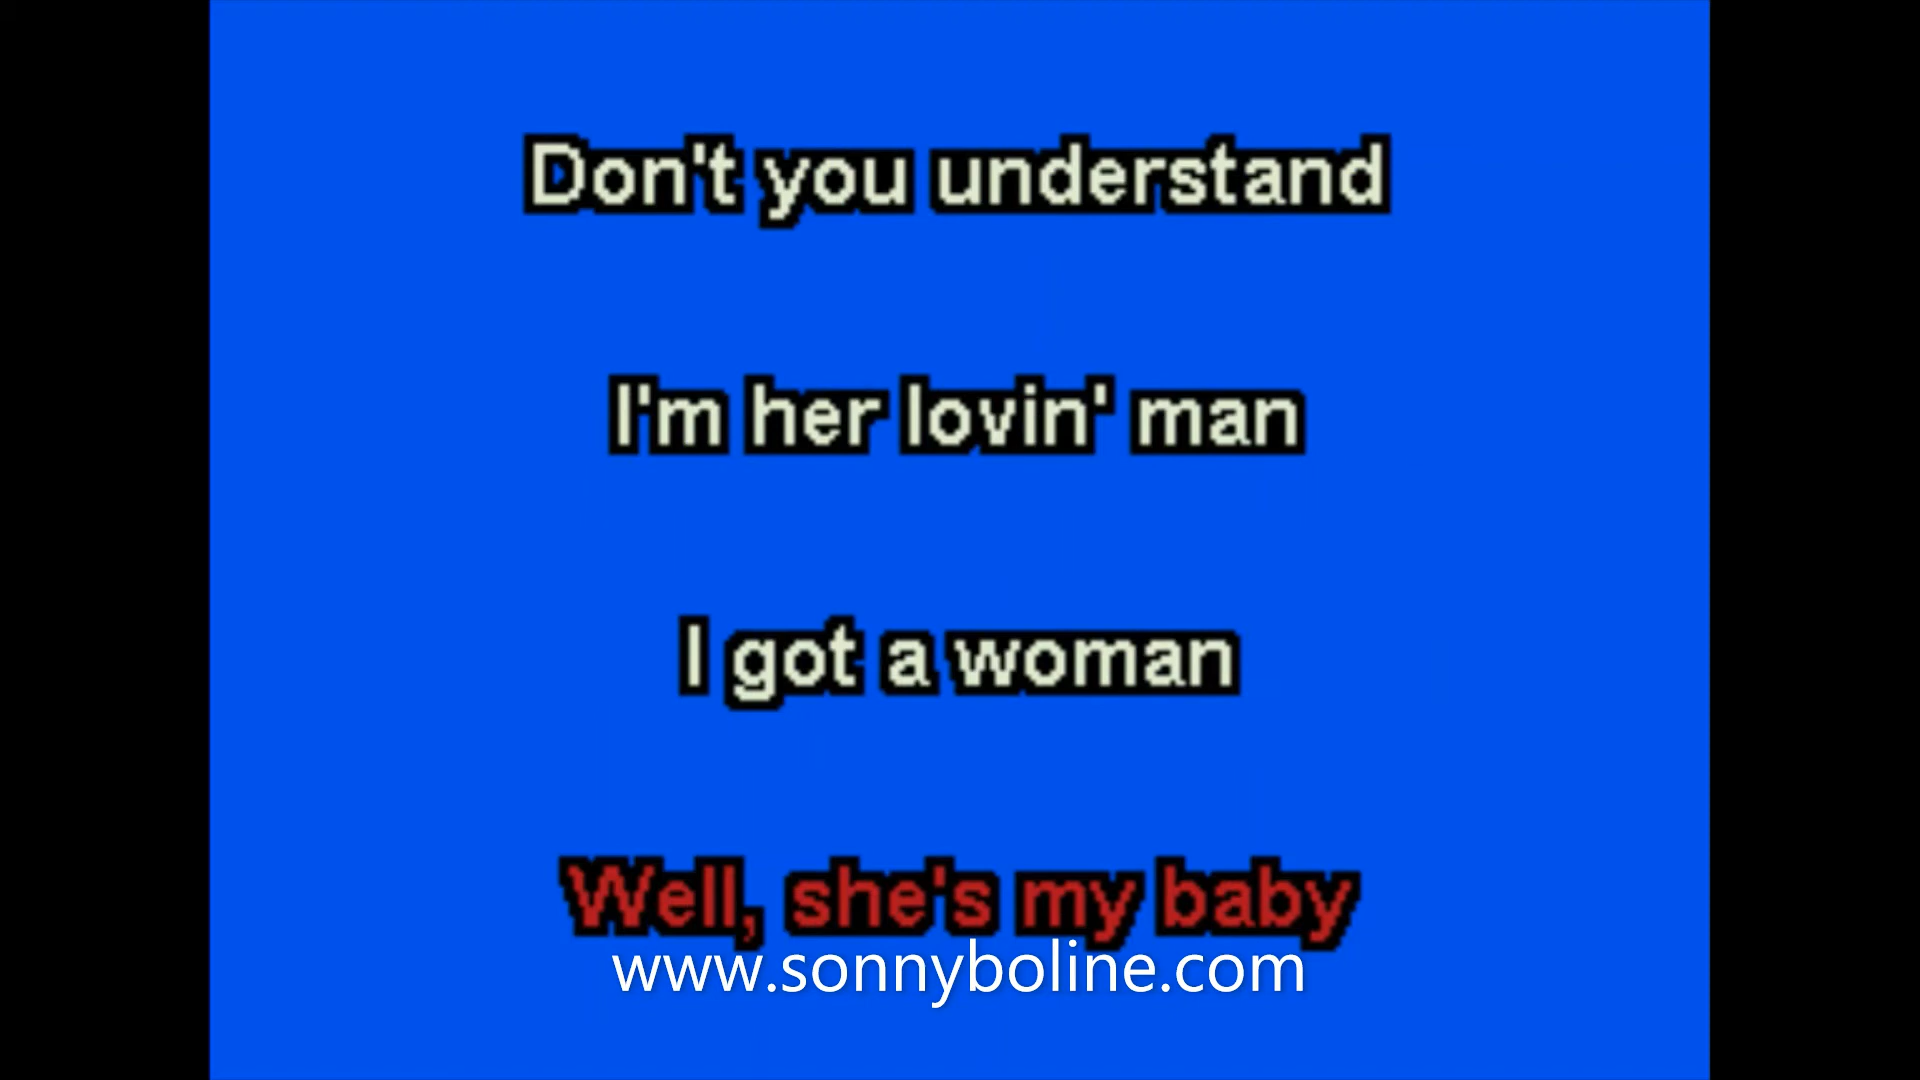 Don't you understand
I'm her lovin' man
I got a woman
Well, she's my baby
www.sonnyboline.com